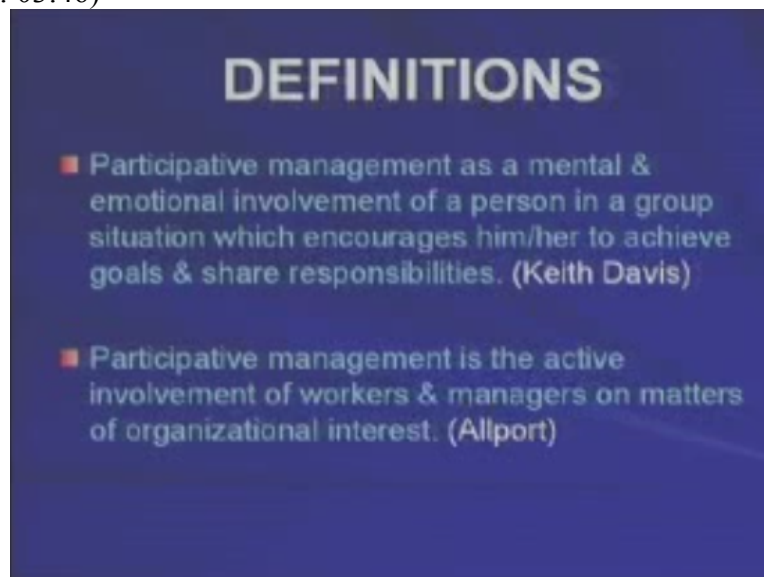 DEFINITIONS
Participative management as a mental &
emotional involvement of a person in a group
situation which encourages him/her to achieve
goals & share responsibilities. (Keith Davis)
Participative management is the active
involvement of workers & managers on matters
of organizational interest. (Allport)